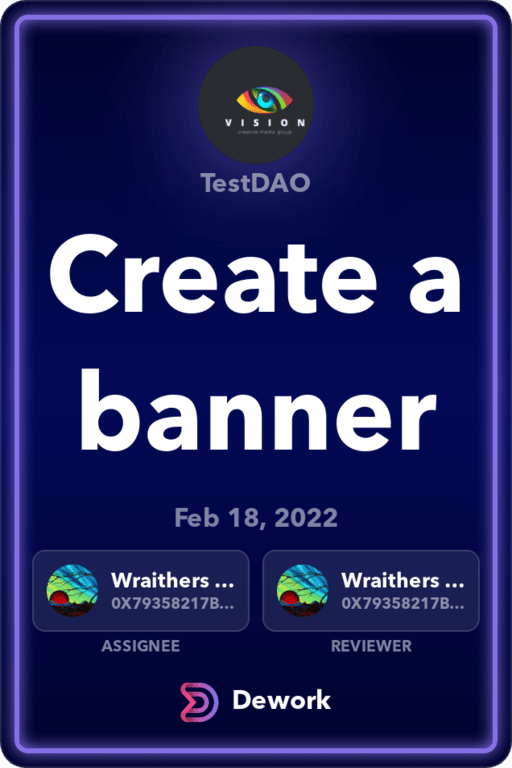 VISION
creative media group
TestDAO
Create a
banner
Feb 18, 2022
Wraithers ...
0X79358217B...
ASSIGNEE
Wraithers ...
0X79358217B...
REVIEWER
Dework